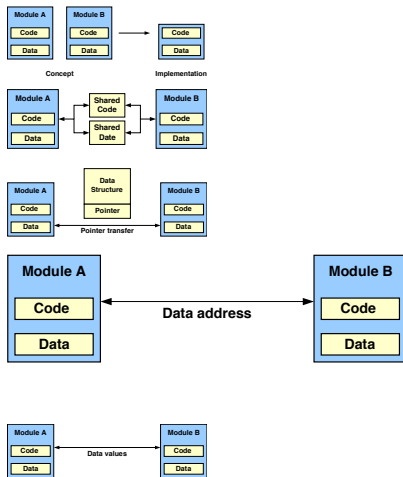 Module A
Module B
Code
Code
Code
Data
Data
Data
Concept
Implementation
Module A
Shared
Code
Module B
Code
Code
Shared
Date
Data
Data
Module A
Data
Structure
Module B
Code
Pointer
Code
Data
Data
Pointer transfer
Module A
Module B
Code
Data address
Code
Data
Data
Module A
Module B
Code
Data values
Code
Data
Data